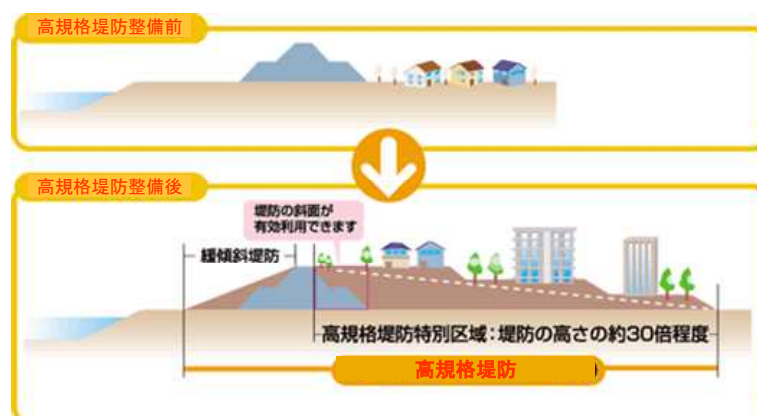 高規格堤防整備前
高規格堤防整備後
堤防の斜面が
有効利用できます
緩傾斜堤防
高規格堤防特別区域:堤防の高さの約30倍程度
高規格堤防